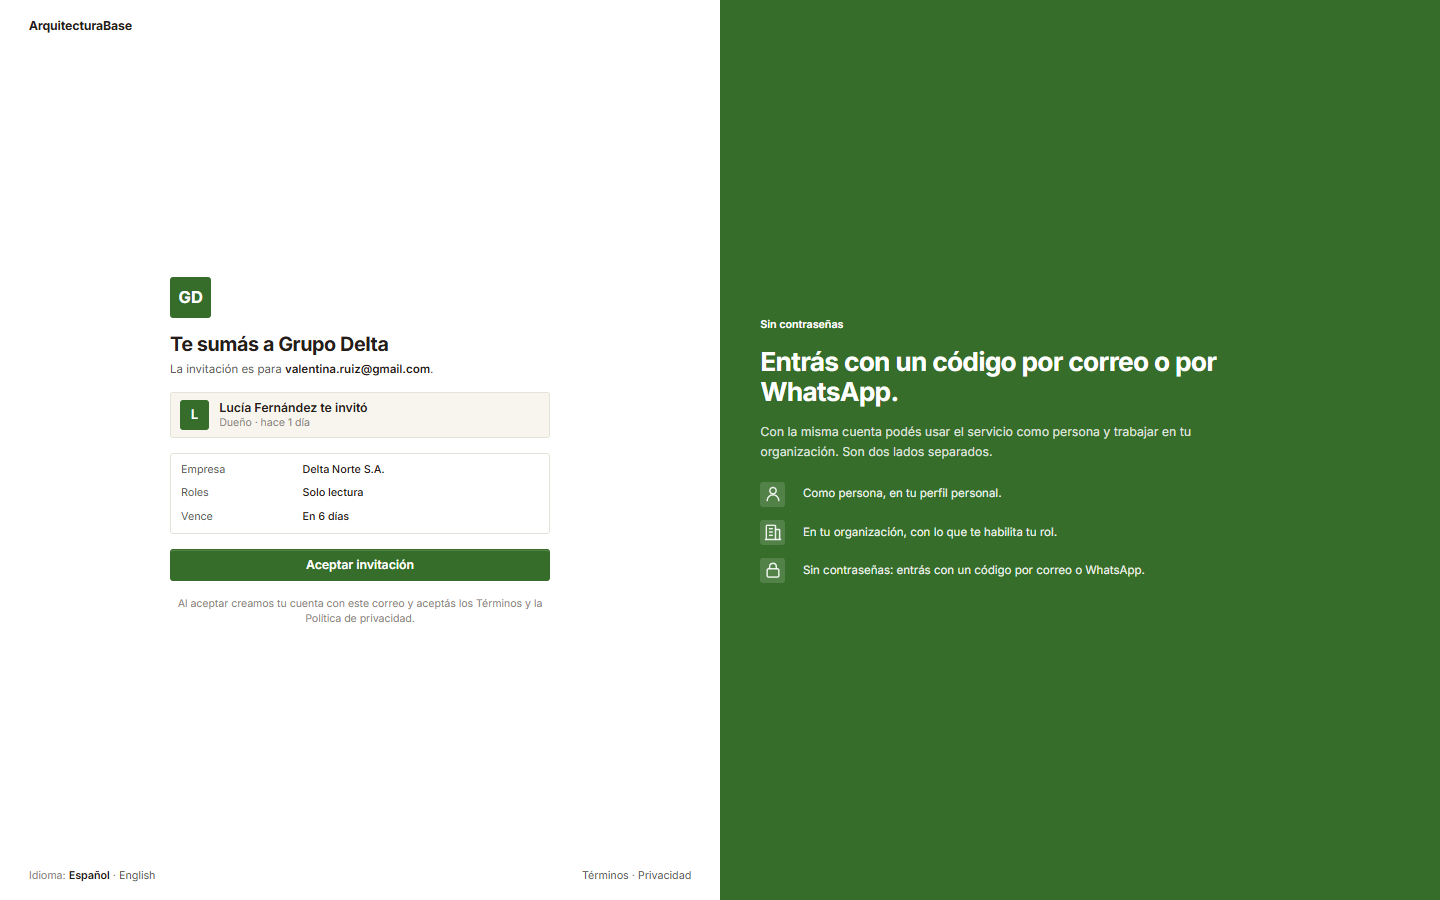 ArquitecturaBase
GD
Te sumás a Grupo Delta
La invitación es para valentina.ruiz@gmail.com.
L
Lucía Fernández te invitó
Dueño · hace 1 día
Empresa Delta Norte S.A.
Roles Solo lectura
Vence En 6 días
Aceptar invitación
Al aceptar creamos tu cuenta con este correo y aceptás los Términos y la
Política de privacidad.
Idioma: Español · English
Términos · Privacidad
Sin contraseñas
Entrás con un código por correo o por
WhatsApp.
Con la misma cuenta podés usar el servicio como persona y trabajar en tu
organización. Son dos lados separados.
Como persona, en tu perfil personal.
En tu organización, con lo que te habilita tu rol.
Sin contraseñas: entrás con un código por correo o WhatsApp.